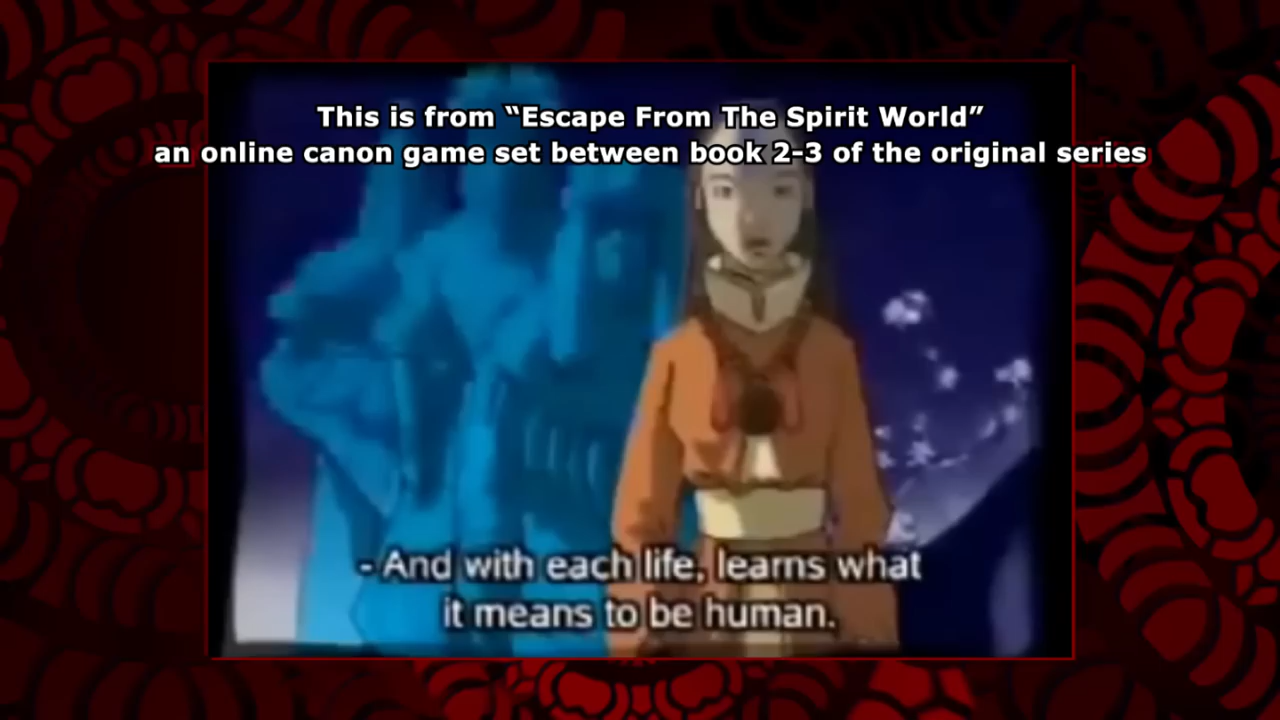 This is from “Escape From The Spirit World”
an online canon game set between book 2-3 of the original series
- And with each life, learns what
it means to be human.